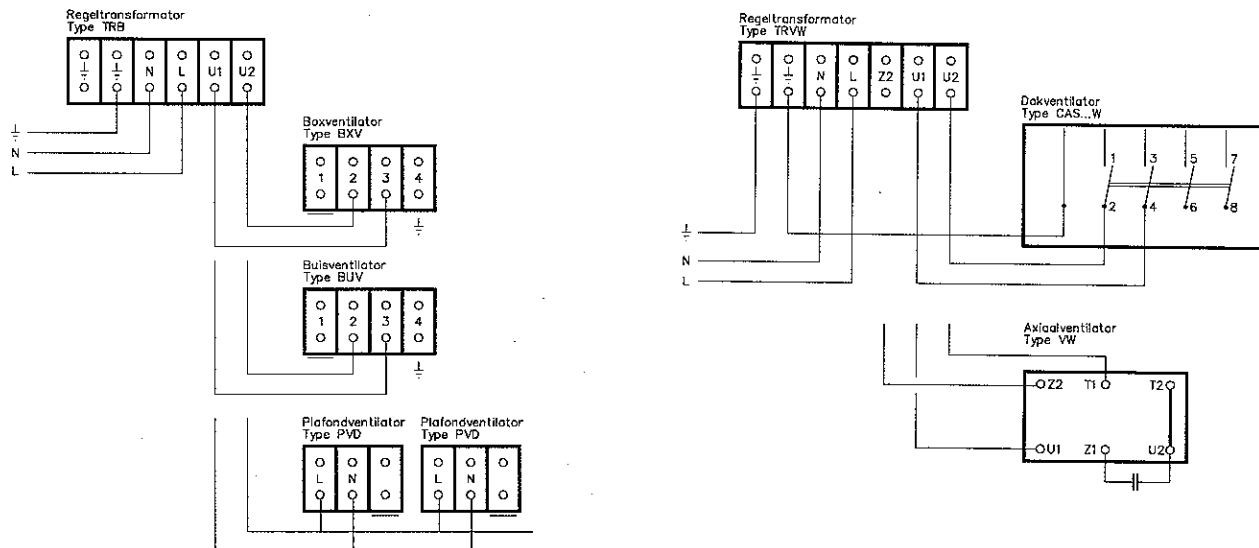 Regeltransformator
Type TRB
N L U1 U2
N
L
Boxventilator
Type BXV
1 2 3 4
Buisventilator
Type BUV
1 2 3 4
Plafondventilator
Type PVD
L N
Plafondventilator
Type PVD
L N
Regeltransformator
Type TRVW
N L Z2 U1 U2
N
L
Dakventilator
Type CAS...W
1 3 5 7
2 4 6 8
Axiaalventilator
Type VW
Z2 T1 T2
U1 Z1 U2